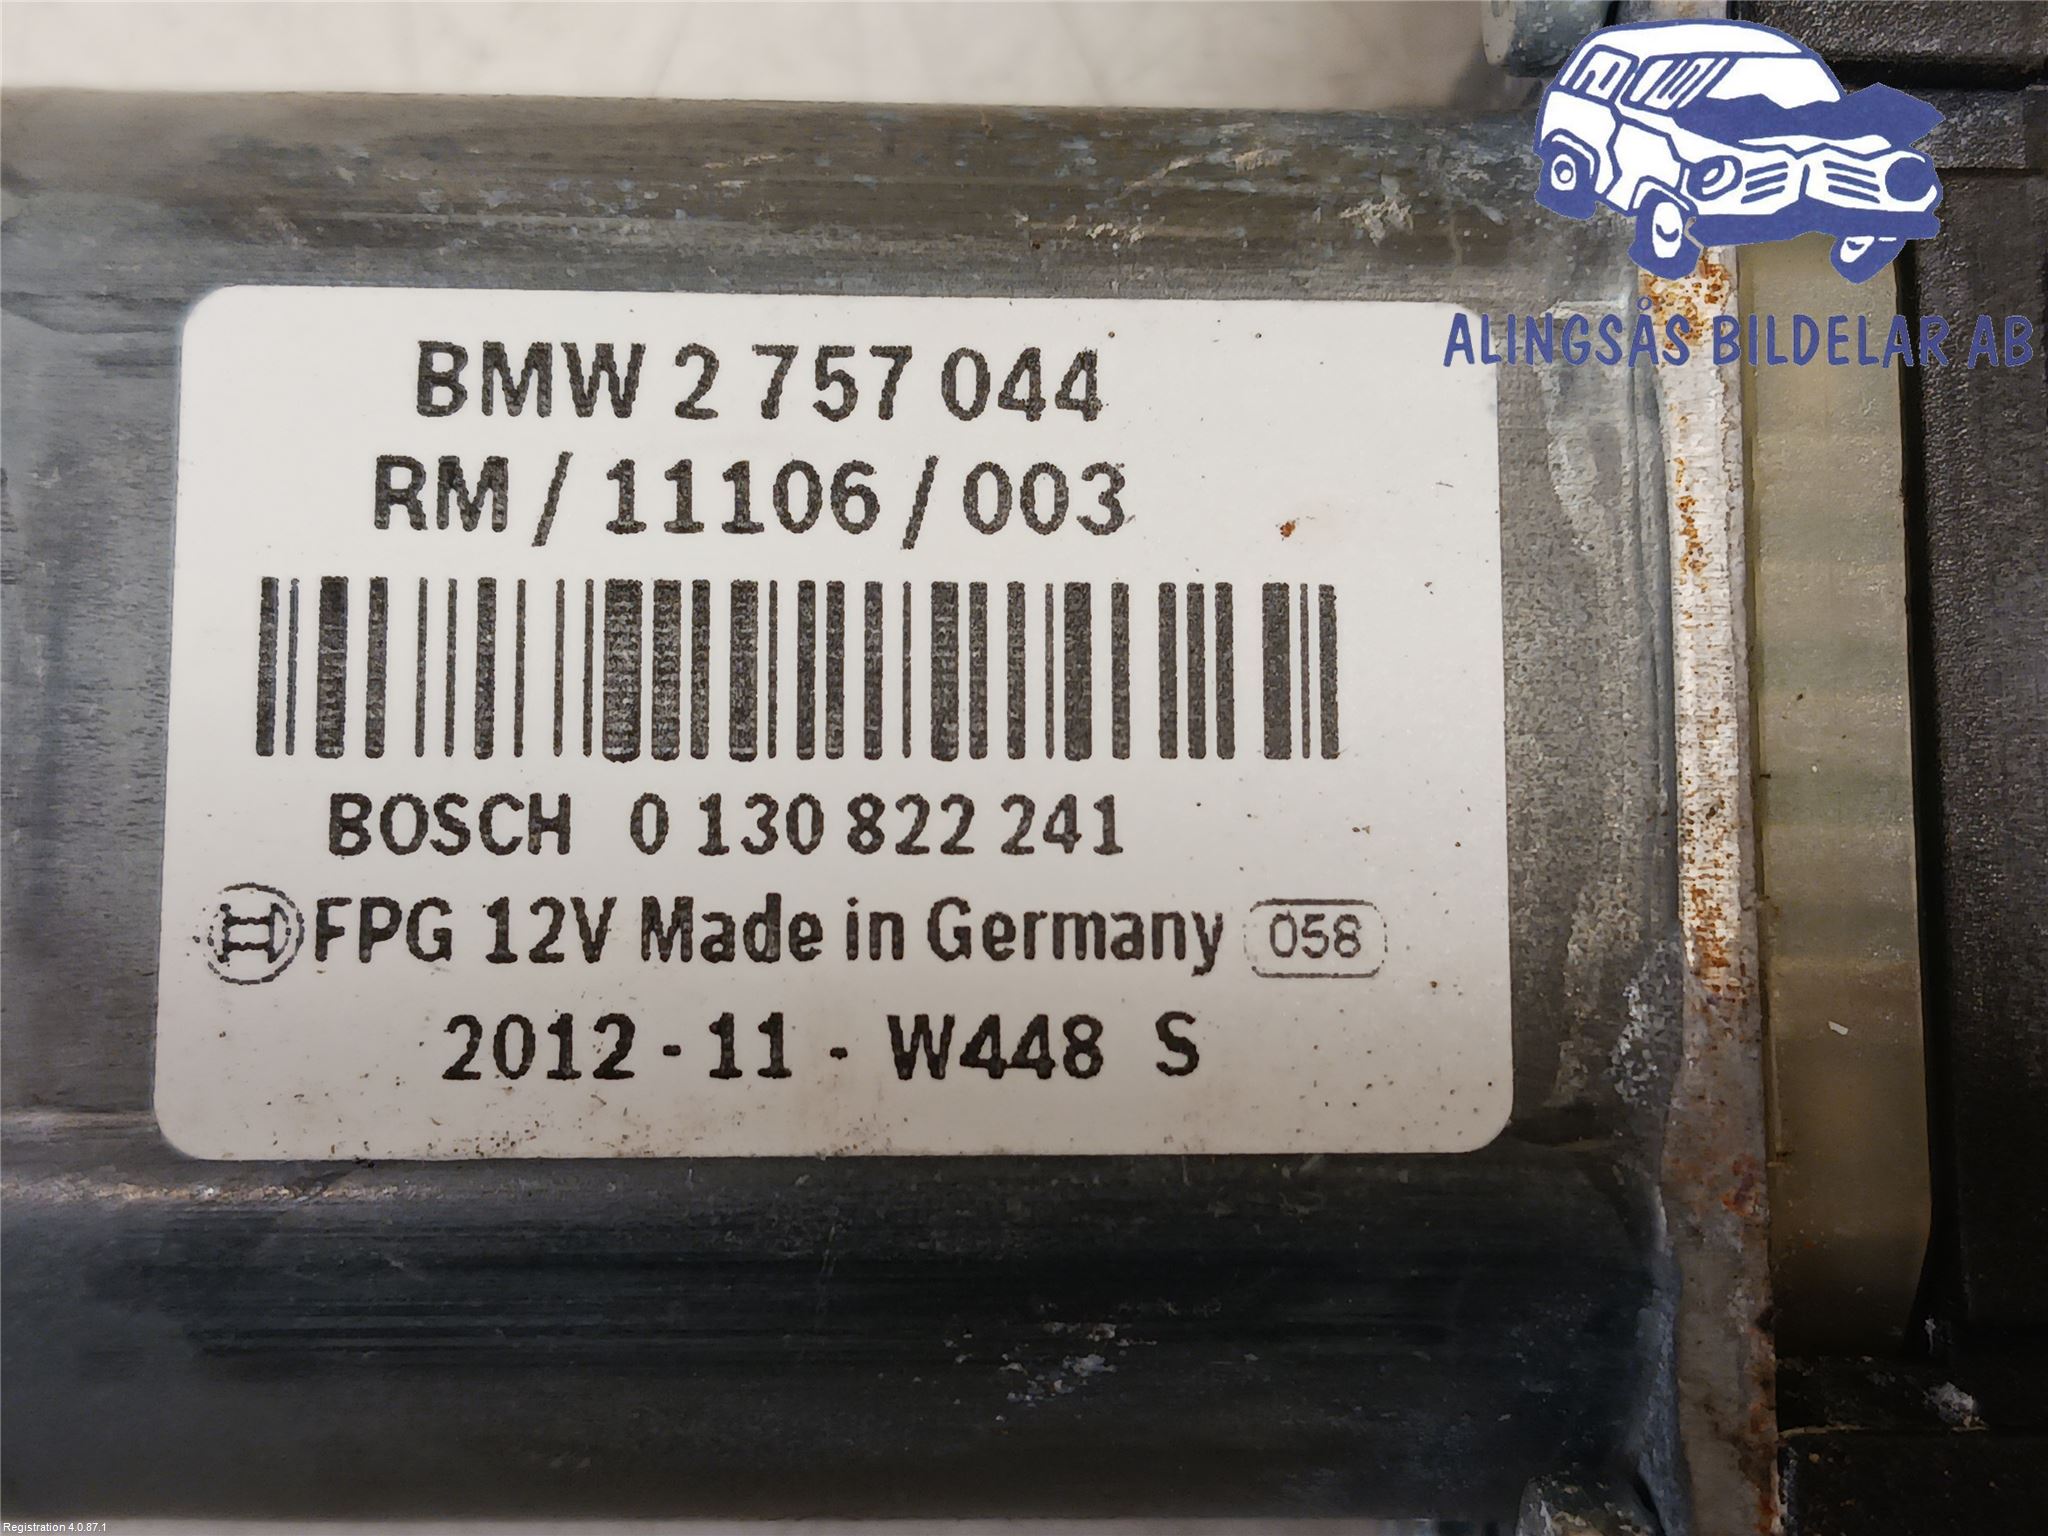 ALINGSÅS BILDELAR AB
BMW 2 757 044
RM / 11106 / 003
BOSCH 0 130 822 241
FPG 12V Made in Germany 058
2012 - 11 - W448 S
Registration 4.0.87.1